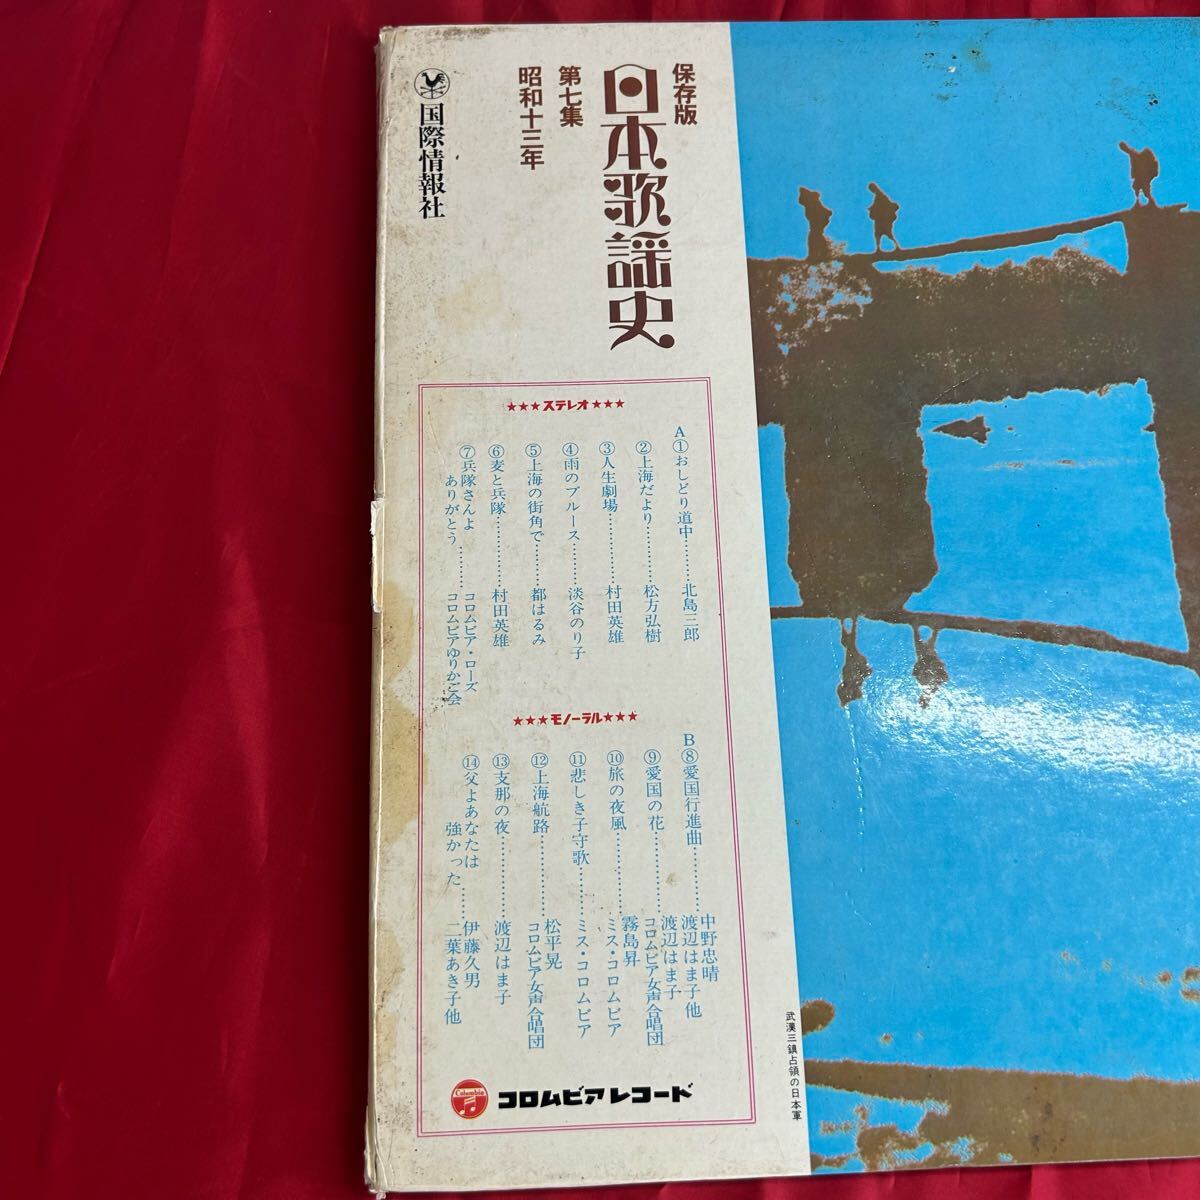 保存版
日本歌謡史
第七集
昭和十三年
国際情報社
★★★ステレオ★★★
A①おしどり道中………北島三郎
②上海だより………松方弘樹
③人生劇場………村田英雄
④雨のブルース………淡谷のり子
⑤上海の街角で………都はるみ
⑥麦と兵隊………村田英雄
⑦兵隊さんよ
ありがとう………コロムビア・ローズ
コロムビアゆりかご会
★★★モノーラル★★★
B⑧愛国行進曲………中野忠晴
渡辺はま子他
⑨愛国の花………渡辺はま子
コロムビア女声合唱団
⑩旅の夜風………霧島昇
ミス・コロムビア
⑪悲しき子守歌………ミス・コロムビア
⑫上海航路………松平晃
コロムビア女声合唱団
⑬支那の夜………渡辺はま子
⑭父よあなたは
強かった………伊藤久男
二葉あき子他
Columbia
コロムビアレコード
武漢三鎮占領の日本軍